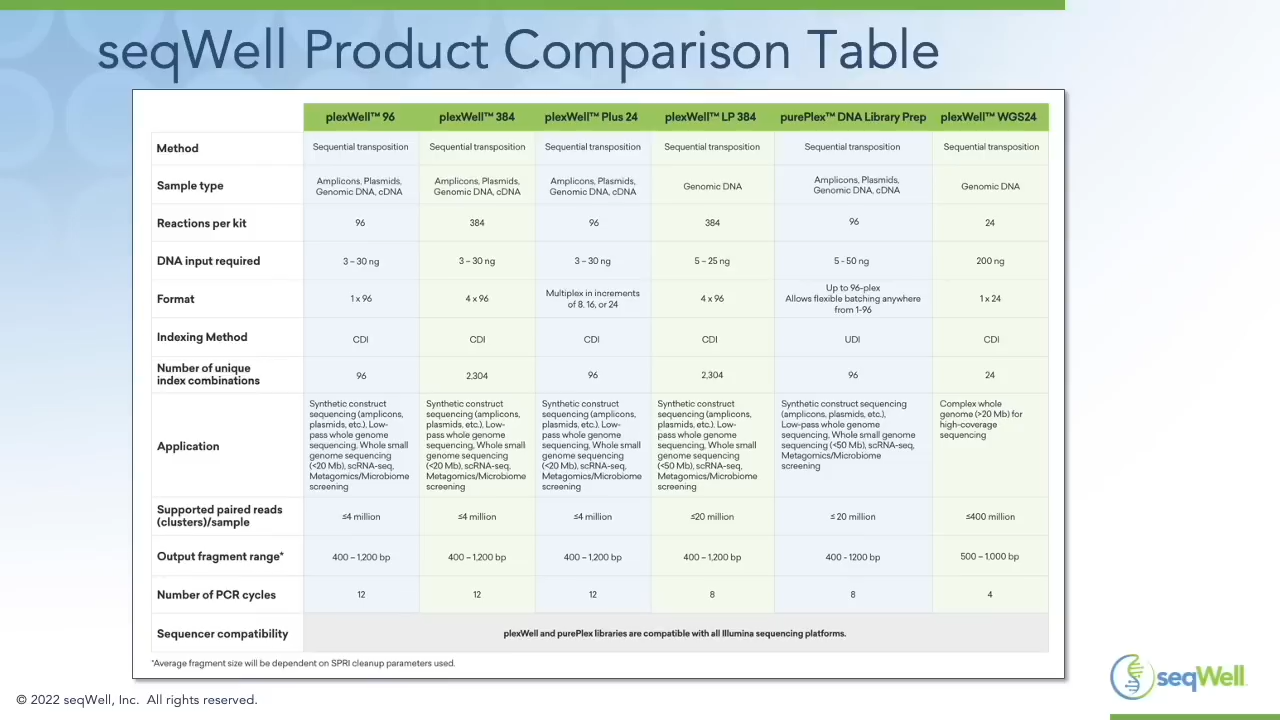 seqWell Product Comparison Table
plexWell™ 96 plexWell™ 384 plexWell™ Plus 24 plexWell™ LP 384 purePlex™ DNA Library Prep plexWell™ WGS24
Method Sequential transposition Sequential transposition Sequential transposition Sequential transposition Sequential transposition Sequential transposition
Sample type
Amplicons, Plasmids,
Genomic DNA, cDNA
Amplicons, Plasmids,
Genomic DNA, cDNA
Amplicons, Plasmids,
Genomic DNA, cDNA
Genomic DNA
Amplicons, Plasmids,
Genomic DNA, cDNA
Genomic DNA
Reactions per kit 96 384 96 384 96 24
DNA input required 3 – 30 ng 3 – 30 ng 3 – 30 ng 5 – 25 ng 5 - 50 ng 200 ng
Format
1 x 96
4 x 96
Multiplex in increments
of 8. 16, or 24
4 x 96
Up to 96-plex
Allows flexible batching anywhere
from 1-96
1 x 24
Indexing Method CDI CDI CDI CDI UDI CDI
Number of unique
index combinations
96 2,304 96 2,304 96 24
Application
Synthetic construct
sequencing (amplicons,
plasmids, etc.), Low-
pass whole genome
sequencing, Whole small
genome sequencing
(<20 Mb), scRNA-seq,
Metagomics/Microbiome
screening
Synthetic construct
sequencing (amplicons,
plasmids, etc.), Low-
pass whole genome
sequencing, Whole small
genome sequencing
(<20 Mb), scRNA-seq,
Metagomics/Microbiome
screening
Synthetic construct
sequencing (amplicons,
plasmids, etc.). Low-
pass whole genome
sequencing, Whole small
genome sequencing
(<20 Mb), scRNA-seq,
Metagomics/Microbiome
screening
Synthetic construct
sequencing (amplicons,
plasmids, etc.), Low-
pass whole genome
sequencing, Whole small
genome sequencing
(<50 Mb), scRNA-seq,
Metagomics/Microbiome
screening
Synthetic construct sequencing
(amplicons, plasmids, etc.),
Low-pass whole genome
sequencing, Whole small genome
sequencing (<50 Mb), scRNA-seq,
Metagomics/Microbiome
screening
Complex whole
genome (>20 Mb) for
high-coverage
sequencing
Supported paired reads
(clusters)/sample
≤4 million ≤4 million ≤4 million ≤20 million ≤ 20 million ≤400 million
Output fragment range* 400 – 1,200 bp 400 – 1,200 bp 400 – 1,200 bp 400 – 1,200 bp 400 - 1200 bp 500 – 1,000 bp
Number of PCR cycles 12 12 12 8 8 4
Sequencer compatibility plexWell and purePlex libraries are compatible with all Illumina sequencing platforms.
*Average fragment size will be dependent on SPRI cleanup parameters used.
© 2022 seqWell, Inc. All rights reserved.
seqWell